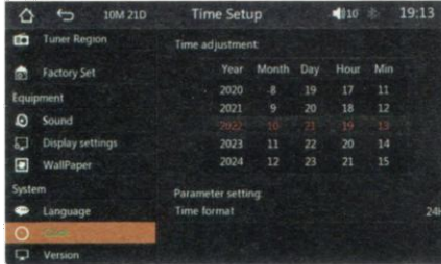 10M 21D Time Setup 10 19:13
Tuner Region
Factory Set
Equipment
Sound
Display settings
WallPaper
System
Language
Version
Time adjustment:
Year Month Day Hour Min
2020 8 19 17 11
2021 9 20 18 12
2022 10 21 19 13
2023 11 22 20 14
2024 12 23 21 15
Parameter setting:
Time format 24H